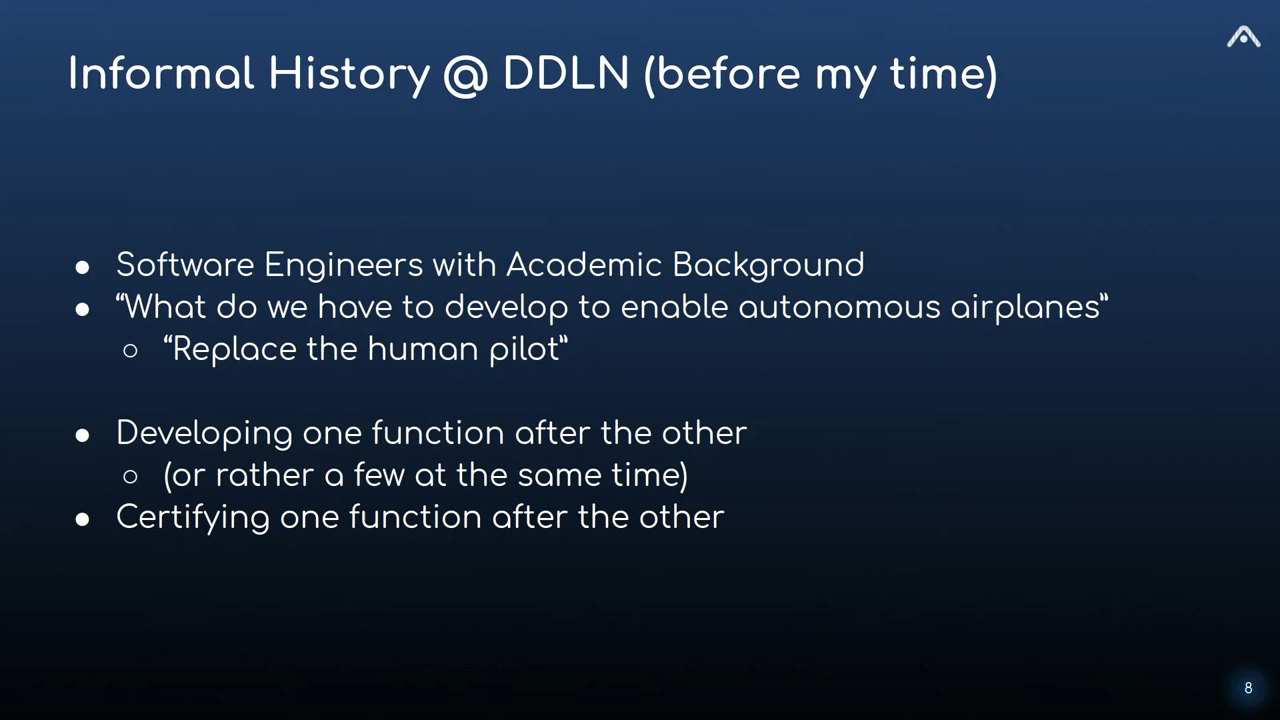 Informal History @ DDLN (before my time)
● Software Engineers with Academic Background
● “What do we have to develop to enable autonomous airplanes”
○ “Replace the human pilot”
● Developing one function after the other
○ (or rather a few at the same time)
● Certifying one function after the other
8